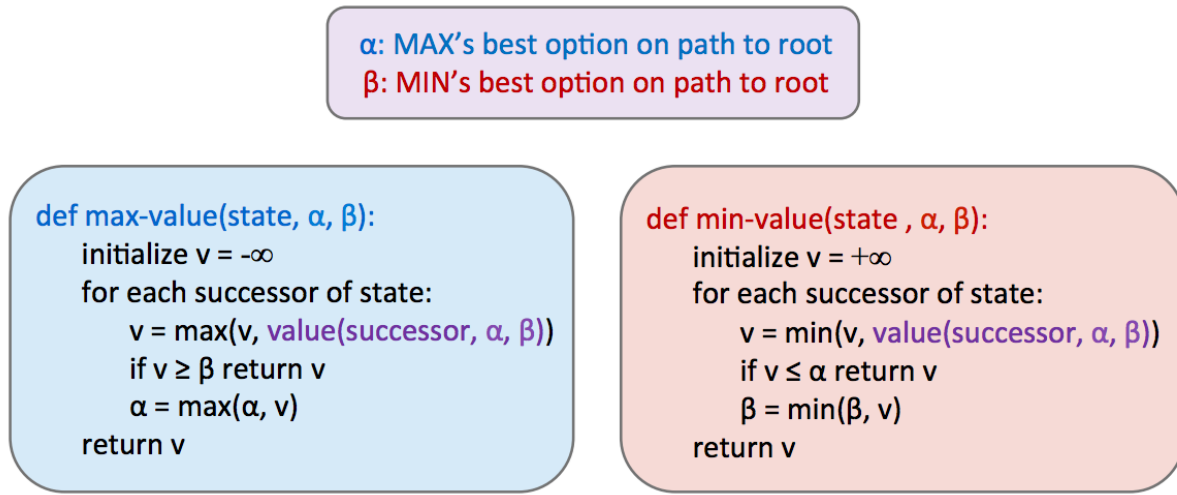 α: MAX's best option on path to root
β: MIN's best option on path to root
def max-value(state, α, β):
initialize v = -∞
for each successor of state:
v = max(v, value(successor, α, β))
if v ≥ β return v
α = max(α, v)
return v
def min-value(state , α, β):
initialize v = +∞
for each successor of state:
v = min(v, value(successor, α, β))
if v ≤ α return v
β = min(β, v)
return v